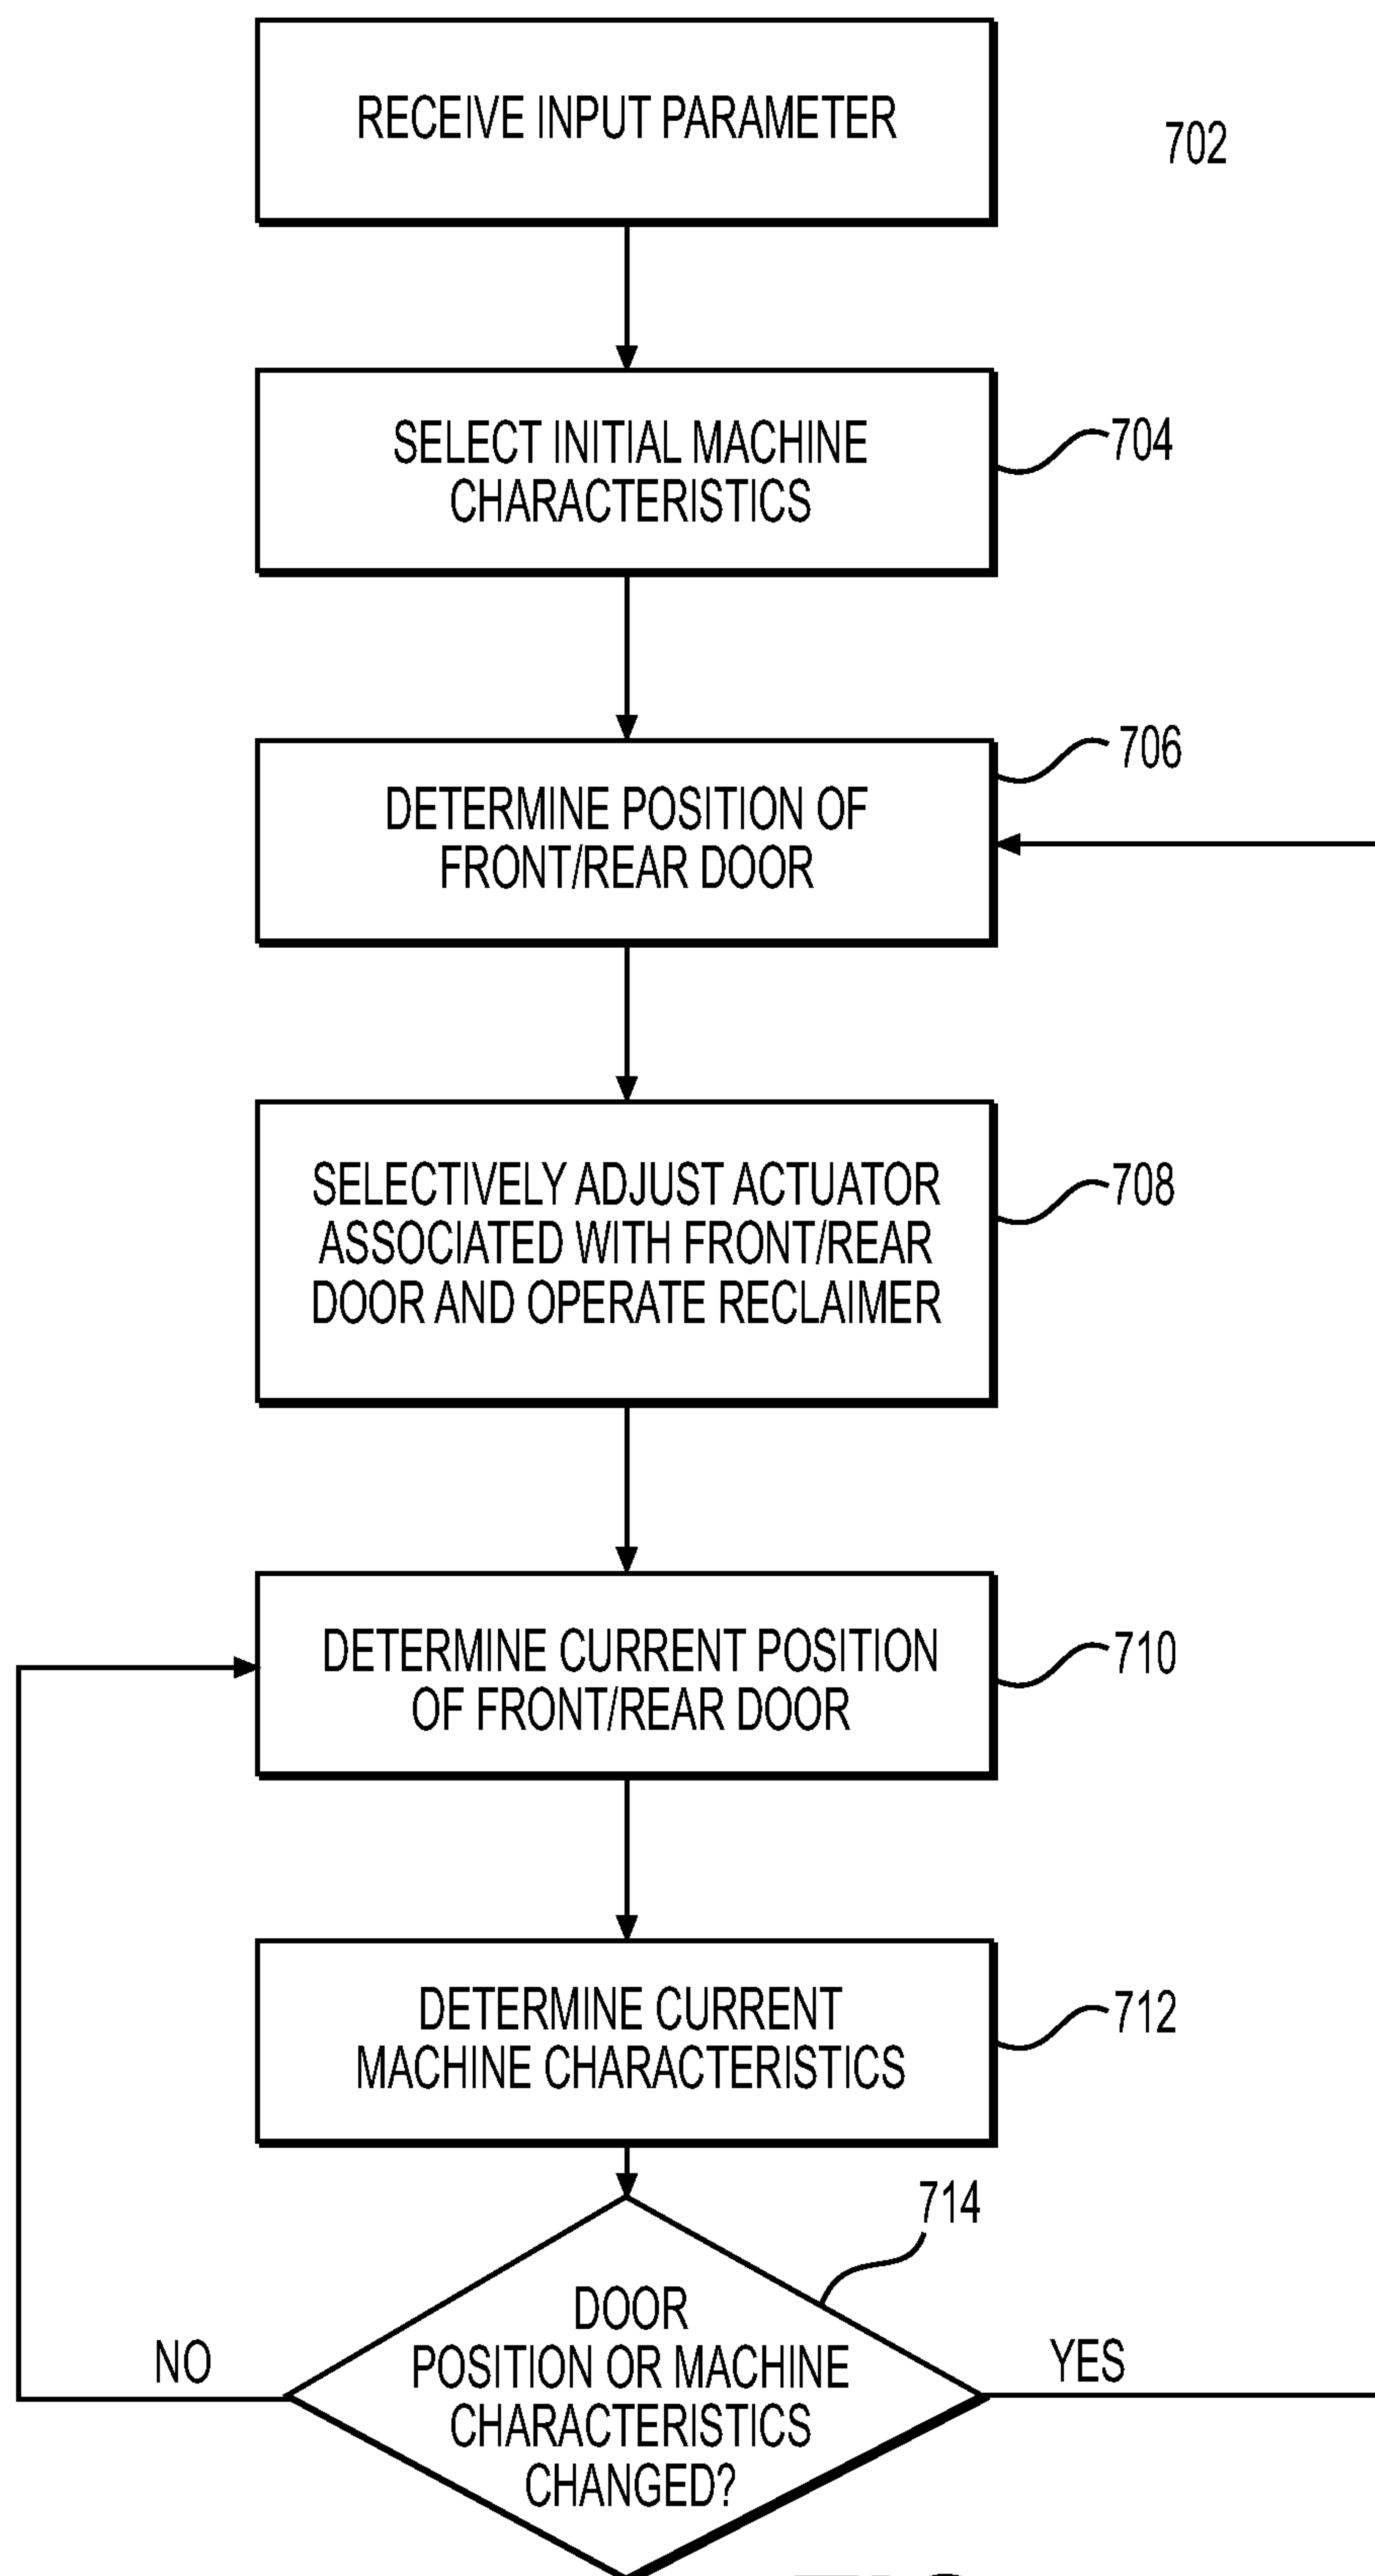 RECEIVE INPUT PARAMETER
702
SELECT INITIAL MACHINE
CHARACTERISTICS
704
706
DETERMINE POSITION OF
FRONT/REAR DOOR
SELECTIVELY ADJUST ACTUATOR
ASSOCIATED WITH FRONT/REAR
DOOR AND OPERATE RECLAIMER
708
DETERMINE CURRENT POSITION
OF FRONT/REAR DOOR
710
DETERMINE CURRENT
MACHINE CHARACTERISTICS
712
714
DOOR
POSITION OR MACHINE
CHARACTERISTICS
CHANGED?
NO
YES